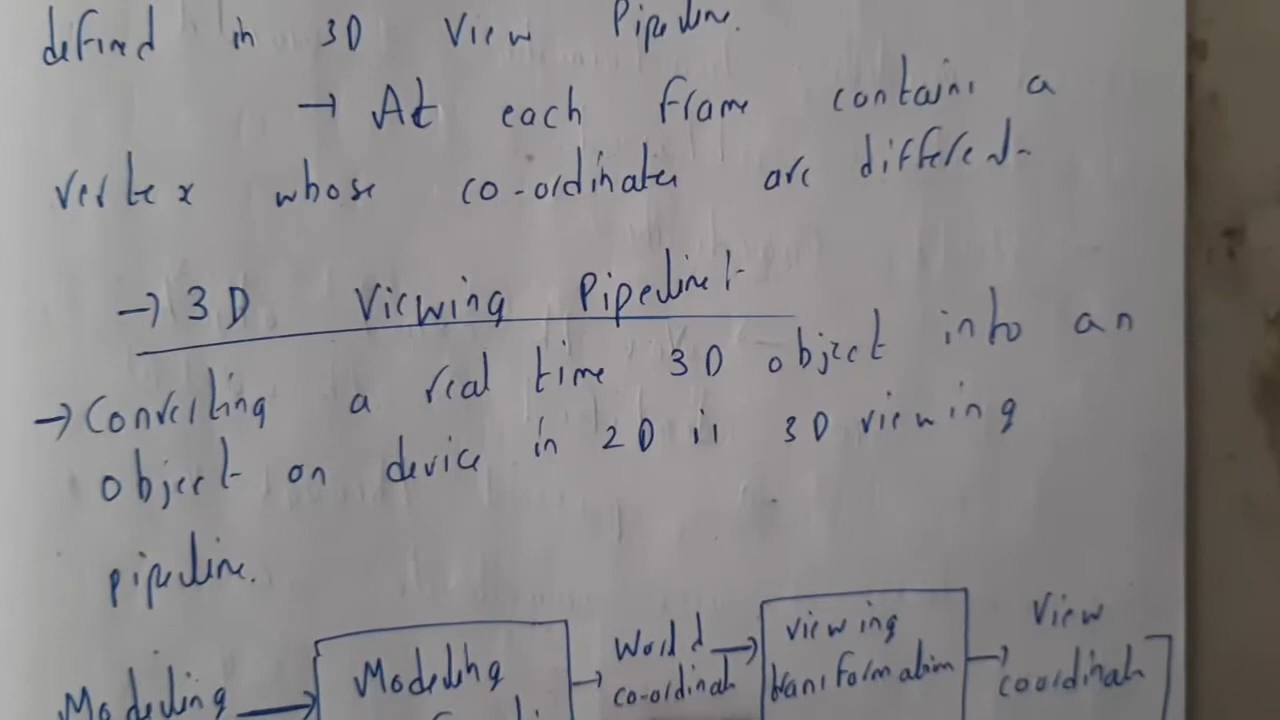 defined in 3D View Pipeline.
→ At each frame contains a
vertex whose co-ordinates are different.
→ 3D Viewing Pipeline:-
→ Converting a real time 3D object into an
object on device in 2D is 3D viewing
pipeline.
Modeling → Modeling → World co-ordinate → viewing transformation → View coordinate